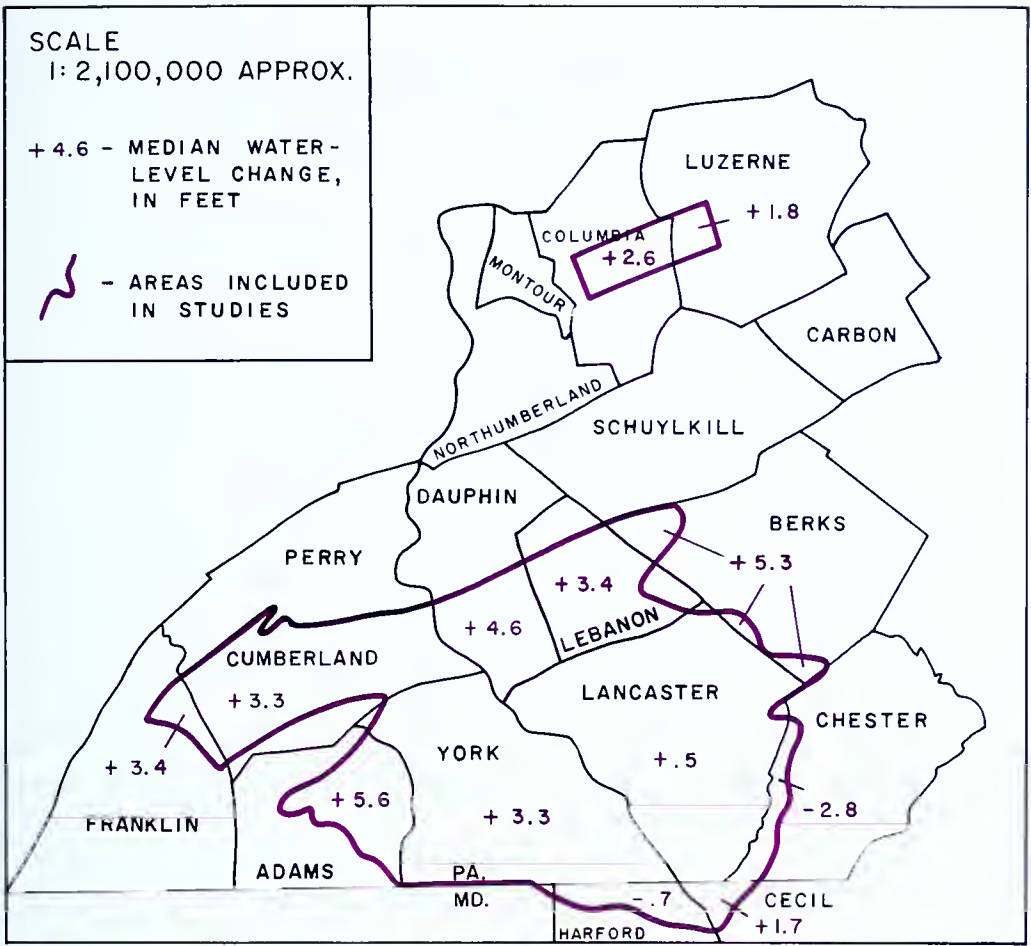 SCALE
1: 2,100,000 APPROX.
+ 4.6 - MEDIAN WATER-
LEVEL CHANGE,
IN FEET
- AREAS INCLUDED
IN STUDIES
LUZERNE
+ 1.8
COLUMBIA
+ 2.6
MONTOUR
CARBON
NORTHUMBERLAND
SCHUYLKILL
DAUPHIN
BERKS
PERRY
+ 5.3
+ 3.4
+ 4.6
LEBANON
CUMBERLAND
+ 3.3
LANCASTER
CHESTER
YORK
+ 3.4
+ .5
+ 5.6
- 2.8
+ 3.3
FRANKLIN
ADAMS
PA.
MD.
- .7
CECIL
+ 1.7
HARFORD